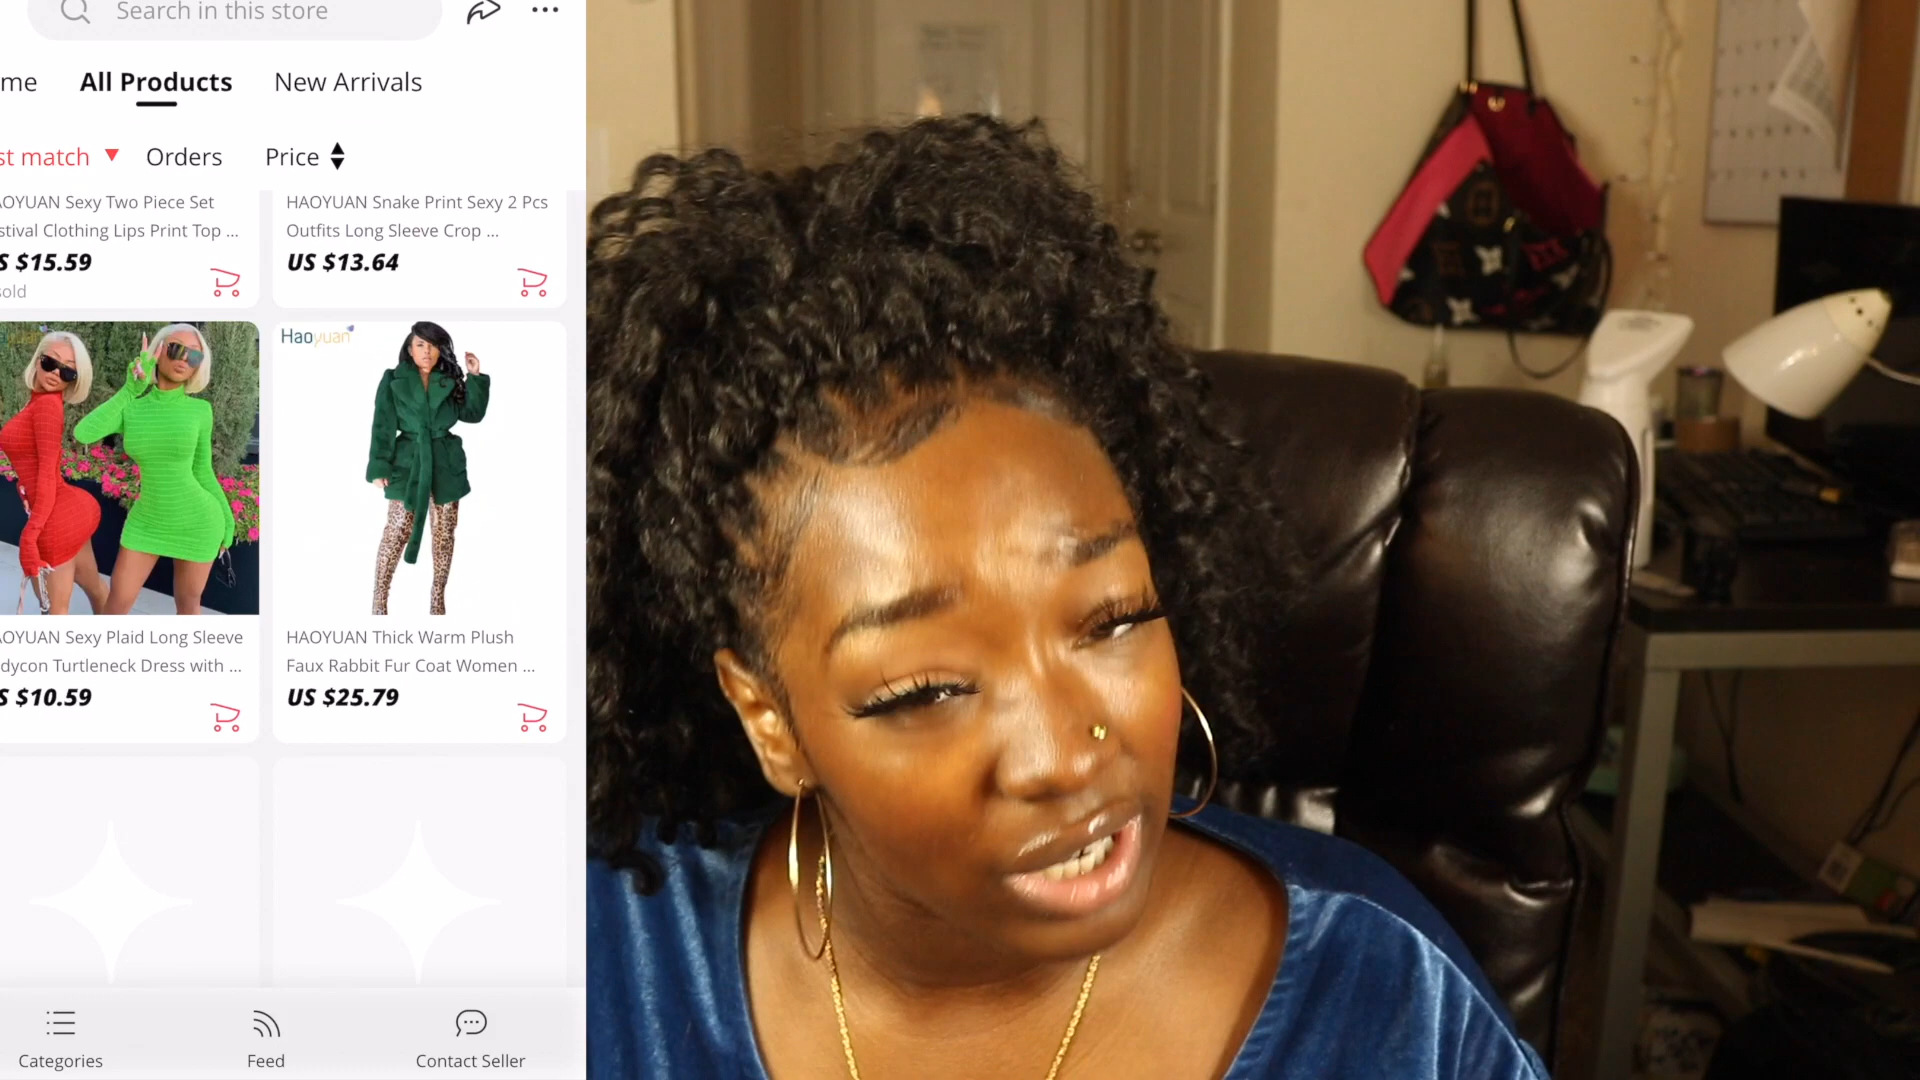 Search in this store
me All Products New Arrivals
st match Orders Price
AOYUAN Sexy Two Piece Set
stival Clothing Lips Print Top ...
S $15.59
sold
HAOYUAN Snake Print Sexy 2 Pcs
Outfits Long Sleeve Crop ...
US $13.64
Haoyuan
AOYUAN Sexy Plaid Long Sleeve
dycon Turtleneck Dress with ...
S $10.59
HAOYUAN Thick Warm Plush
Faux Rabbit Fur Coat Women ...
US $25.79
Categories Feed Contact Seller